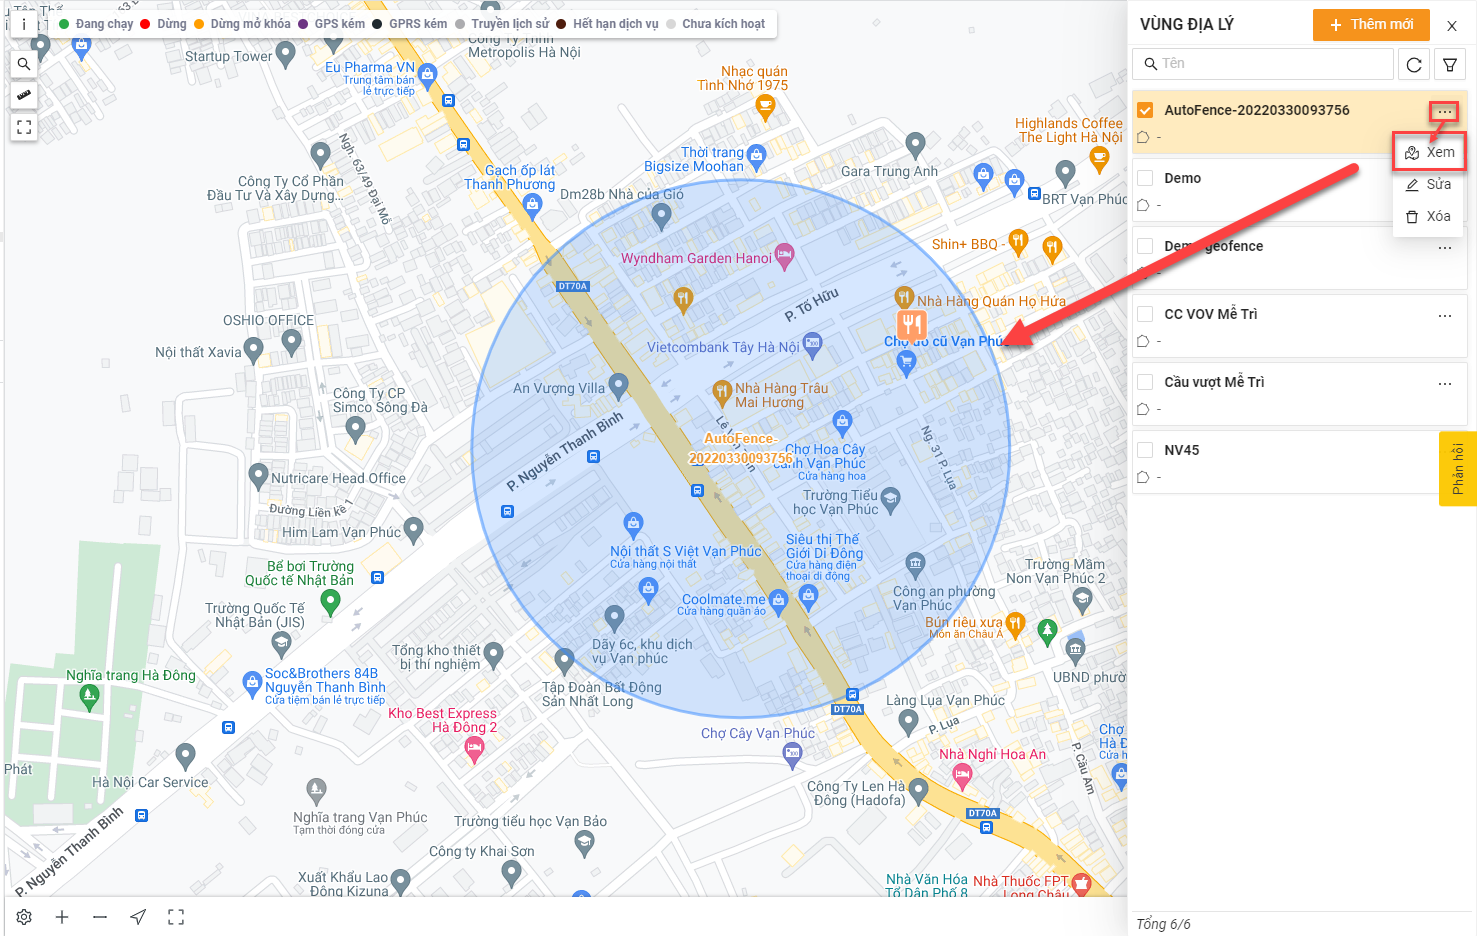 i
Đang chạy
Dừng
Dừng mở khóa
GPS kém
GPRS kém
Truyền lịch sử
Hết hạn dịch vụ
Chưa kích hoạt
Metropolis Hà Nội
Startup Tower
Eu Pharma VN
Trung tâm bán
lẻ trực tiếp
Nhạc quán
Tình Nhớ 1975
Highlands Coffee
The Light Hà Nội
Ngh. 63/49 Đại Mỗ
Thời trang
Bigsize Moohan
Gạch ốp lát
Thanh Phương
Gara Trung Anh
Công Ty Cổ Phần
Đầu Tư Và Xây Dựng...
Dm28b Nhà của Gió
BRT Vạn Phúc
Shin+ BBQ -
Wyndham Garden Hanoi
DT70A
P. Tố Hữu
Nhà Hàng Quán Họ Hứa
OSHIO OFFICE
Nội thất Xavia
Vietcombank Tây Hà Nội
Chợ đồ cũ Vạn Phúc
An Vượng Villa
Nhà Hàng Trâu
Mai Hương
Công Ty CP
Simco Sông Đà
P. Nguyễn Thanh Bình
Ng. 31 P. Lụa
AutoFence-
20220330093756
Chợ Hoa Cây
cảnh Vạn Phúc
Cửa hàng hoa
Nutricare Head Office
Đường Liền kề 1
Trường Tiểu
học Vạn Phúc
Him Lam Vạn Phúc
Nội thất S Việt Vạn Phúc
Cửa hàng nội thất
Siêu thị Thế
Giới Di Động
Cửa hàng điện
thoại di động
Bể bơi Trường
Quốc tế Nhật Bản
Trường Mầm
Non Vạn Phúc 2
Công an phường
Vạn Phúc
Trường Quốc Tế
Nhật Bản (JIS)
Coolmate.me
Cửa hàng quần áo
Bún riêu xưa
Món ăn Châu Á
Tổng kho thiết
bị thí nghiệm
Dãy 6c, khu dịch
vụ Vạn phúc
Nghĩa trang Hà Đông
Soc&Brothers 84B
Nguyễn Thanh Bình
Cửa tiệm bán lẻ trực tiếp
Tập Đoàn Bất Động
Sản Nhất Long
UBND phườ
DT70A
Làng Lụa Vạn Phúc
P. Lụa
Kho Best Express
Hà Đông 2
Chợ Cây Vạn Phúc
Chợ
Hà Đ
Cửa h
P. Cầu Am
Nhà Nghỉ Hoa An
Phát
Hà Nội Car Service
Công Ty Len Hà
Đông (Hadofa)
DT70A
Nghĩa trang Vạn Phúc
Tạm thời đóng cửa
Trường tiểu học Vạn Bảo
Công ty Khai Sơn
P. Nguyễn Thanh Bình
Xuất Khẩu Lao
Động Kizuna
Nhà Văn Hóa
Tổ Dân Phố 8
Nhà Thuốc FPT
Long Châu
VÙNG ĐỊA LÝ
+ Thêm mới
X
Tên
AutoFence-20220330093756
...
-
Xem
Sửa
Xóa
Demo
-
geofence
...
CC VOV Mễ Trì
...
-
Cầu vượt Mễ Trì
...
-
NV45
-
Phản hồi
Tổng 6/6